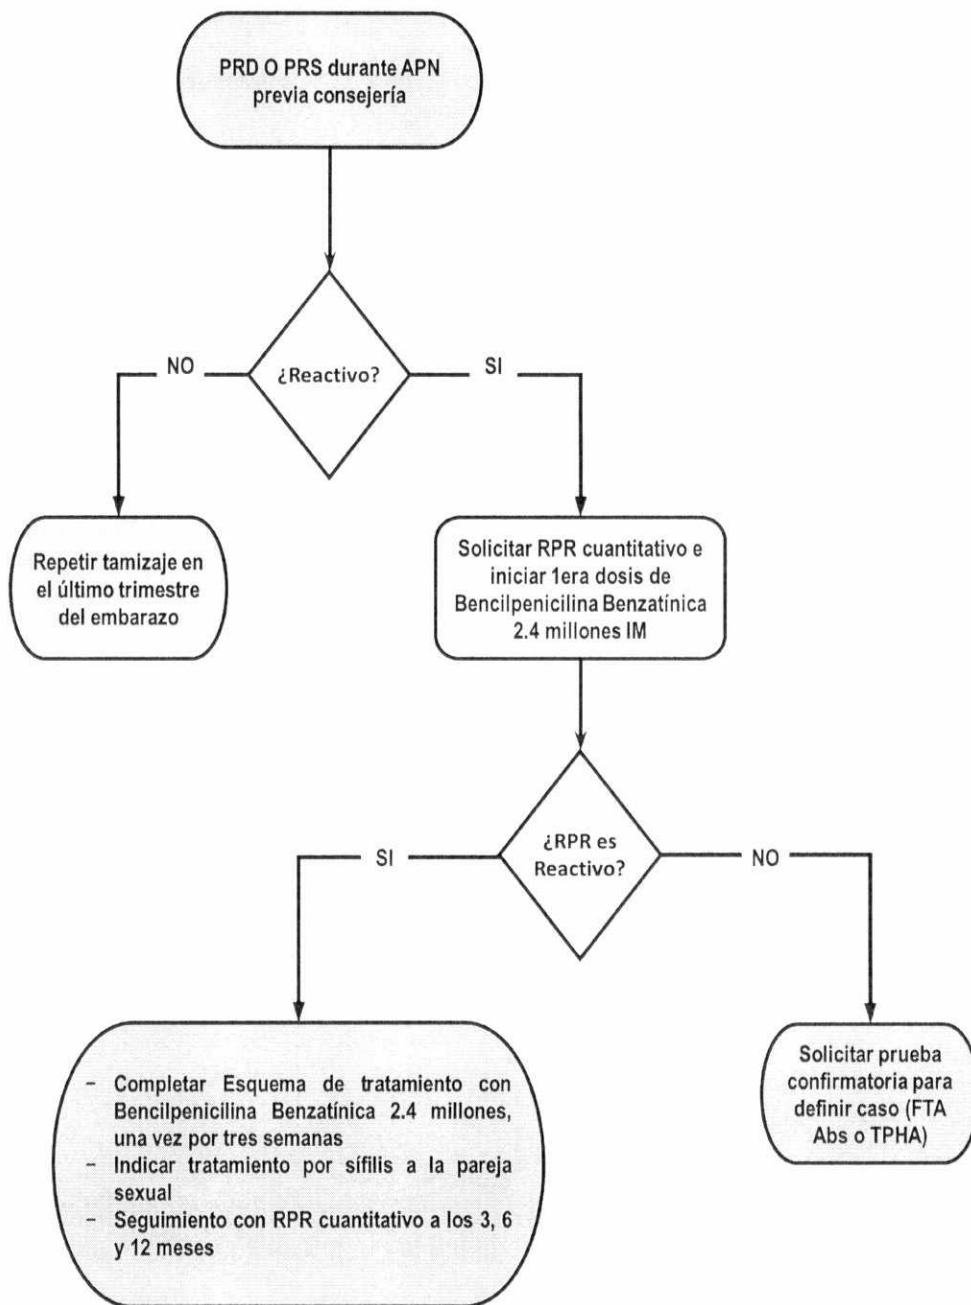 PRD O PRS durante APN
previa consejería
¿Reactivo?
NO
SI
Repetir tamizaje en
el último trimestre
del embarazo
Solicitar RPR cuantitativo e
iniciar 1era dosis de
Bencilpenicilina Benzatínica
2.4 millones IM
¿RPR es
Reactivo?
SI
NO
- Completar Esquema de tratamiento con
Bencilpenicilina Benzatínica 2.4 millones,
una vez por tres semanas
- Indicar tratamiento por sífilis a la pareja
sexual
- Seguimiento con RPR cuantitativo a los 3, 6
y 12 meses
Solicitar prueba
confirmatoria para
definir caso (FTA
Abs o TPHA)